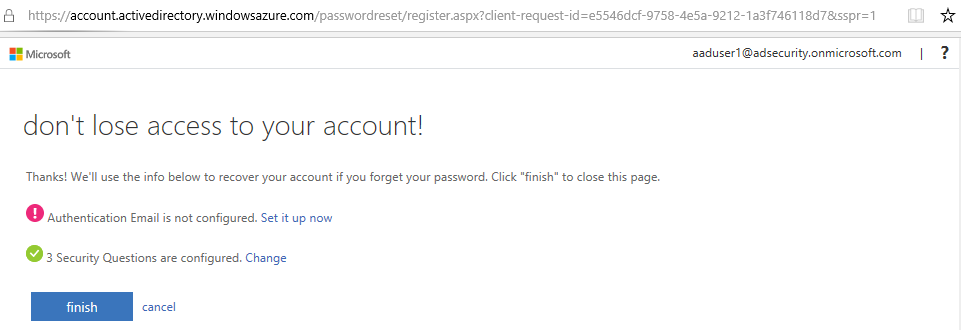 https://account.activedirectory.windowsazure.com/passwordreset/register.aspx?client-request-id=e5546dcf-9758-4e5a-9212-1a3f746118d7&sspr=1
Microsoft aaduser1@adsecurity.onmicrosoft.com | ?
don't lose access to your account!
Thanks! We'll use the info below to recover your account if you forget your password. Click "finish" to close this page.
! Authentication Email is not configured. Set it up now
3 Security Questions are configured. Change
finish cancel